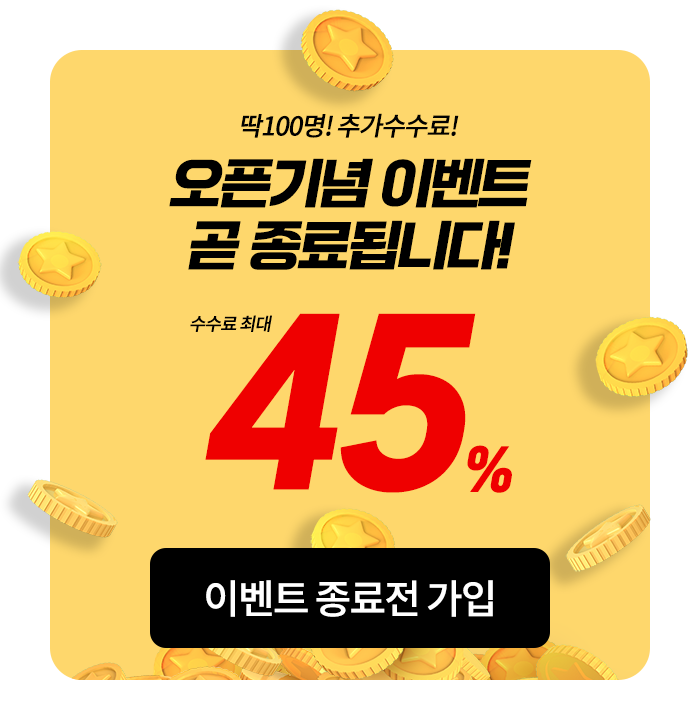 딱100명! 추가수수료!
오픈기념 이벤트
곧 종료됩니다!
수수료 최대
45%
이벤트 종료전 가입